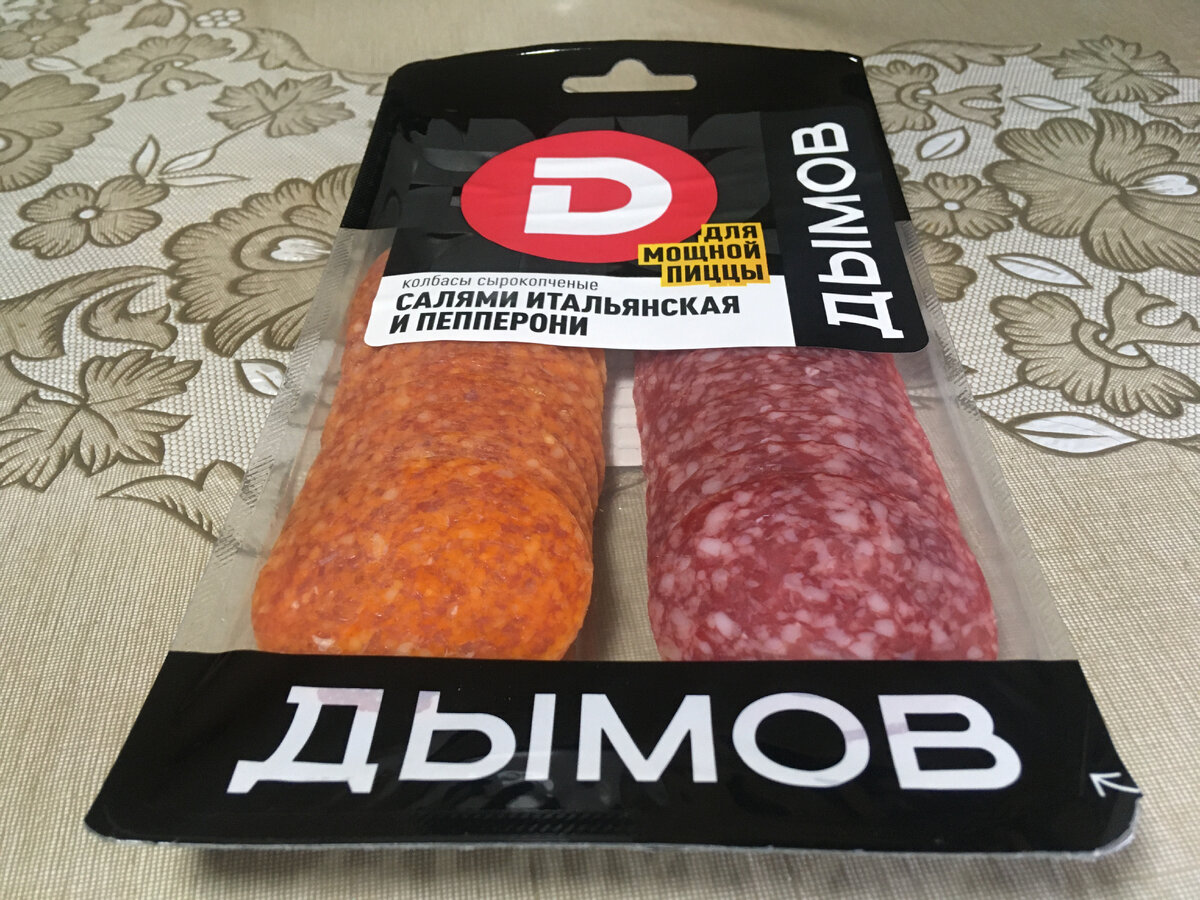 D
ДЛЯ
МОЩНОЙ
ПИЦЦЫ
колбасы сырокопченые
САЛЯМИ ИТАЛЬЯНСКАЯ
И ПЕППЕРОНИ
ДЫМОВ
ДЫМОВ